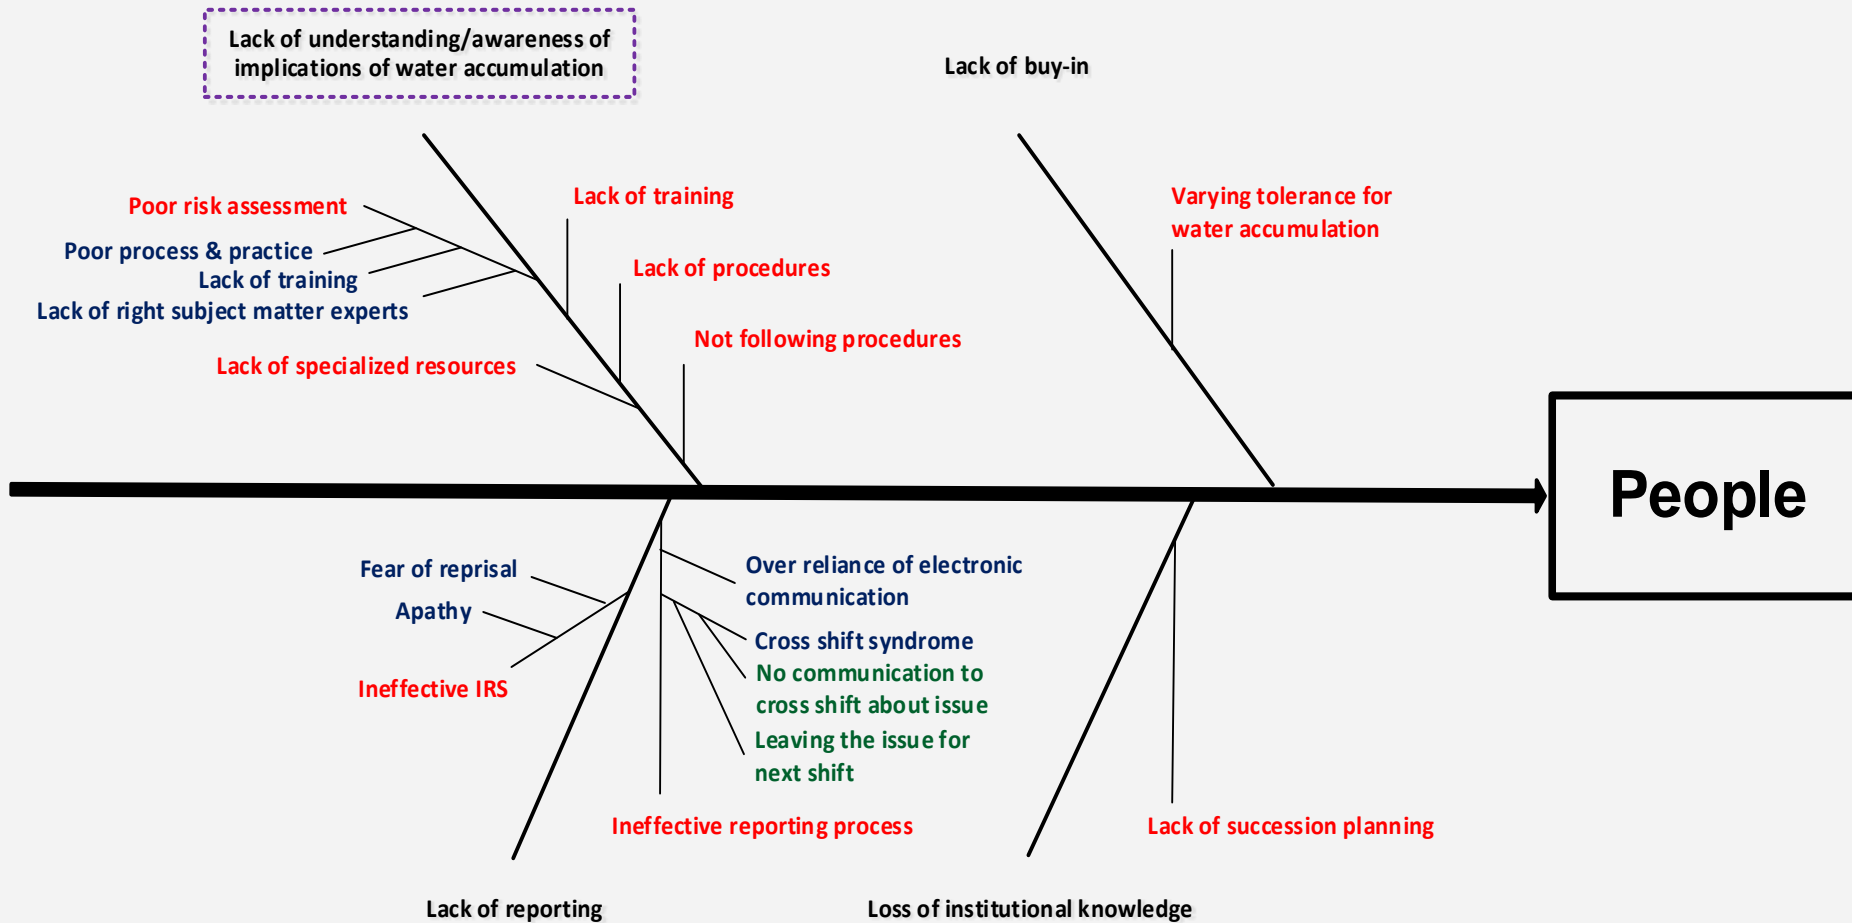 Lack of understanding/awareness of
implications of water accumulation
Lack of buy-in
Poor risk assessment
Lack of training
Varying tolerance for
water accumulation
Poor process & practice
Lack of training
Lack of right subject matter experts
Lack of procedures
Not following procedures
Lack of specialized resources
People
Fear of reprisal
Apathy
Ineffective IRS
Over reliance of electronic
communication
Cross shift syndrome
No communication to
cross shift about issue
Leaving the issue for
next shift
Ineffective reporting process
Lack of succession planning
Lack of reporting
Loss of institutional knowledge